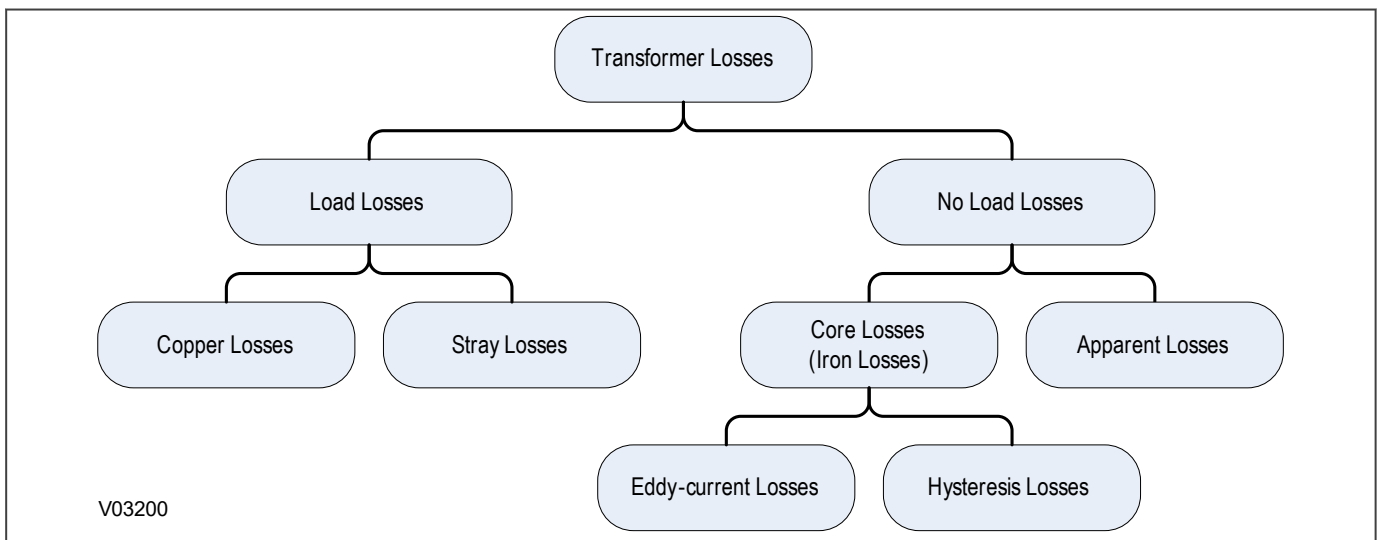 Transformer Losses
Load Losses
No Load Losses
Copper Losses
Stray Losses
Core Losses
(Iron Losses)
Apparent Losses
Eddy-current Losses
Hysteresis Losses
V03200